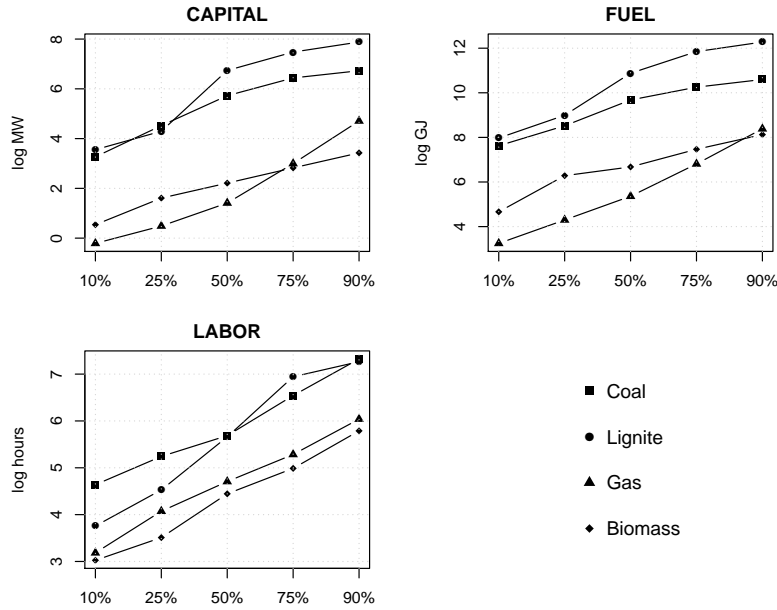 CAPITAL
log MW
8
6
4
2
0
10% 25% 50% 75% 90%
FUEL
log GJ
12
10
8
6
4
10% 25% 50% 75% 90%
LABOR
log hours
7
6
5
4
3
10% 25% 50% 75% 90%
Coal
Lignite
Gas
Biomass